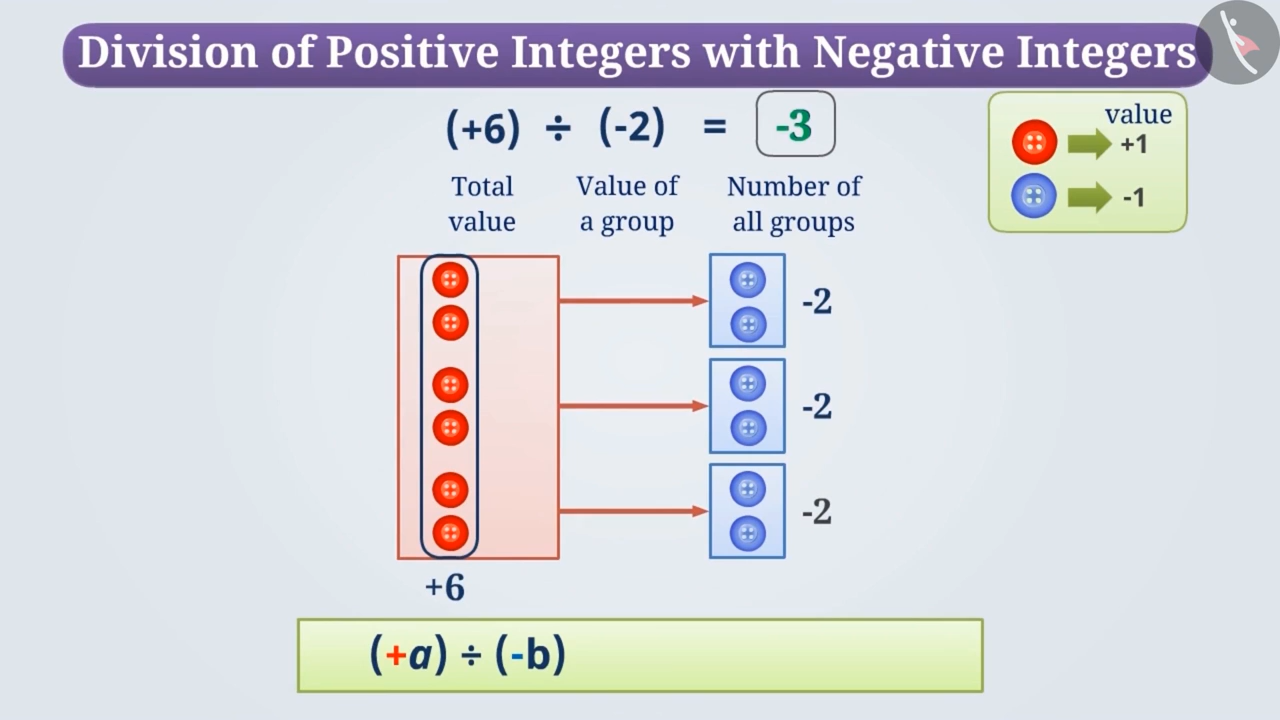 Division of Positive Integers with Negative Integers
(+6) ÷ (-2) = -3
value
+1
-1
Total value
Value of a group
Number of all groups
-2
-2
-2
+6
(+a) ÷ (-b)